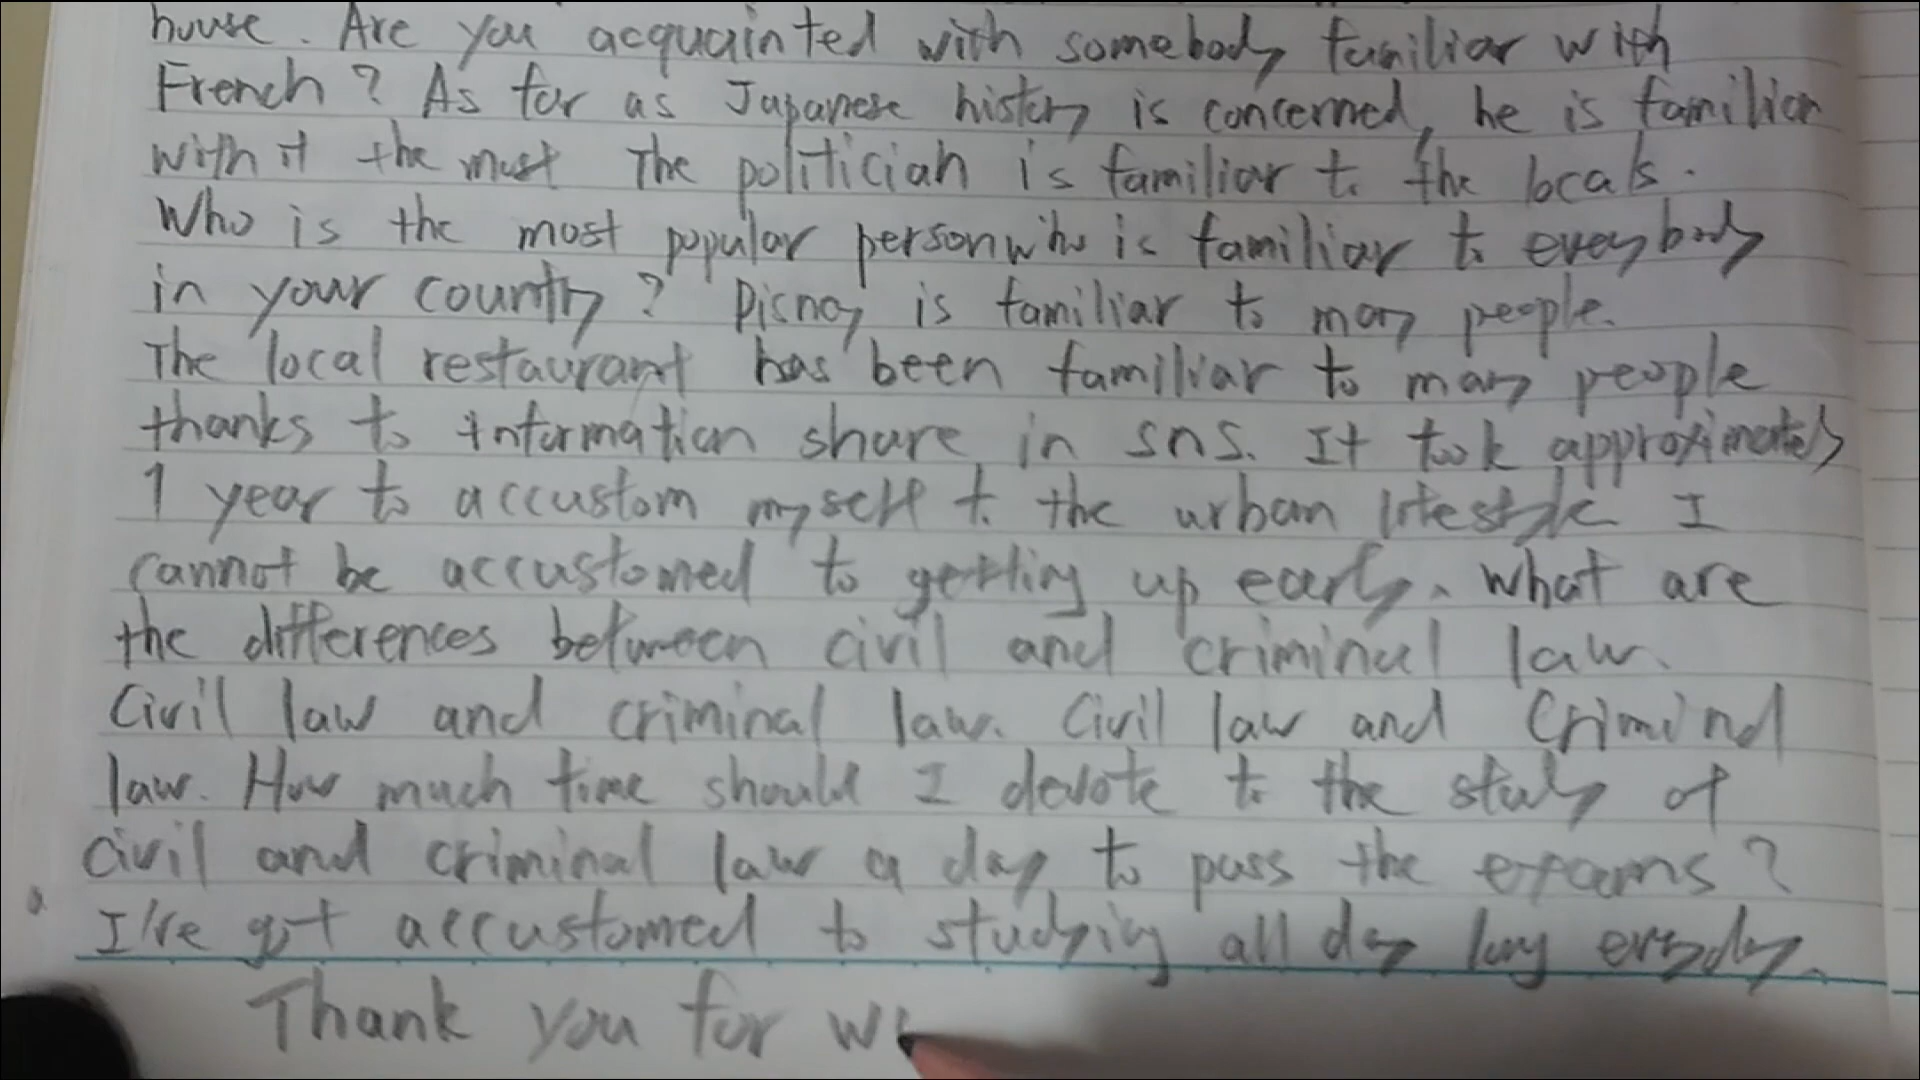 house. Are you acquainted with somebody familiar with
French? As far as Japanese history is concerned, he is familiar
with it the most The politician is familiar to the locals.
Who is the most popular person who is familiar to everybody
in your country? Disney is familiar to many people.
The local restaurant has been familiar to many people
thanks to information share in sns. It took approximately
1 year to accustom myself to the urban lifestyle I
cannot be accustomed to getting up early. What are
the differences between civil and criminal law.
Civil law and criminal law. Civil law and Criminal
law. How much time should I devote to the study of
civil and criminal law a day to pass the exams?
I've got accustomed to studying all day long everyday.
Thank you for w